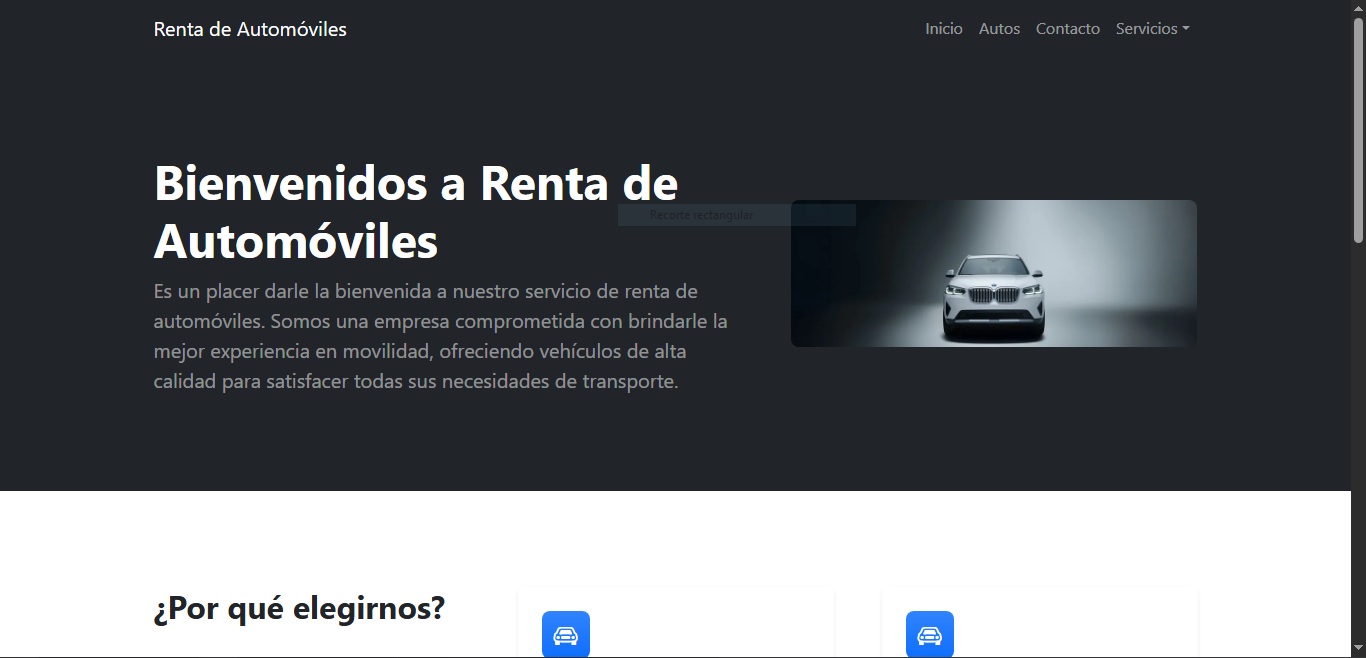 Renta de Automóviles
Inicio Autos Contacto Servicios
Bienvenidos a Renta de
Automóviles
Recorte rectangular
Es un placer darle la bienvenida a nuestro servicio de renta de
automóviles. Somos una empresa comprometida con brindarle la
mejor experiencia en movilidad, ofreciendo vehículos de alta
calidad para satisfacer todas sus necesidades de transporte.
¿Por qué elegirnos?